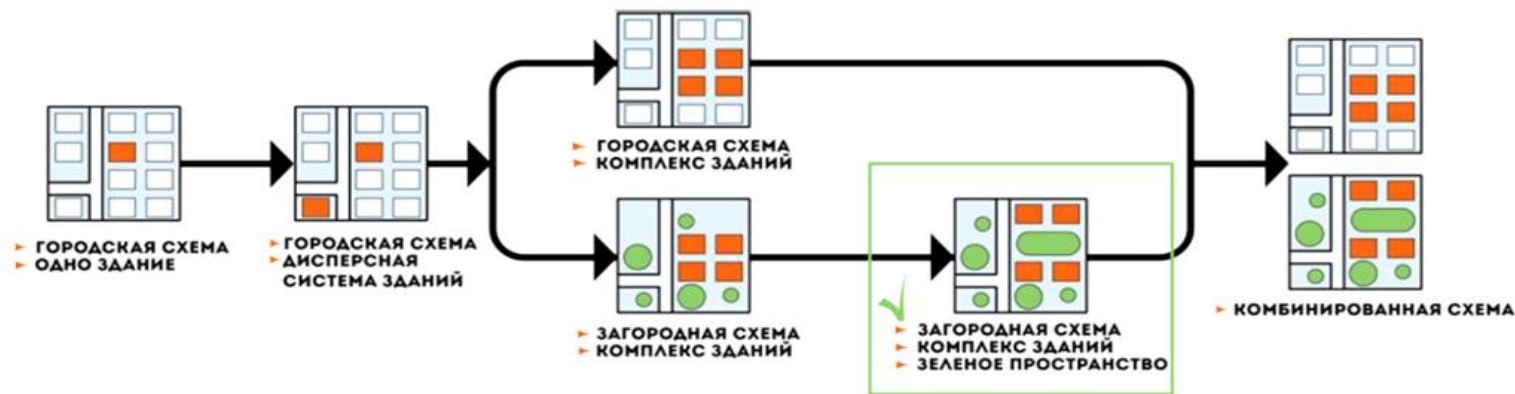 ГОРОДСКАЯ СХЕМА
ОДНО ЗДАНИЕ
ГОРОДСКАЯ СХЕМА
ДИСПЕРСНАЯ
СИСТЕМА ЗДАНИЙ
ГОРОДСКАЯ СХЕМА
КОМПЛЕКС ЗДАНИЙ
ЗАГОРОДНАЯ СХЕМА
КОМПЛЕКС ЗДАНИЙ
ЗАГОРОДНАЯ СХЕМА
КОМПЛЕКС ЗДАНИЙ
ЗЕЛЕНОЕ ПРОСТРАНСТВО
КОМБИНИРОВАННАЯ СХЕМА